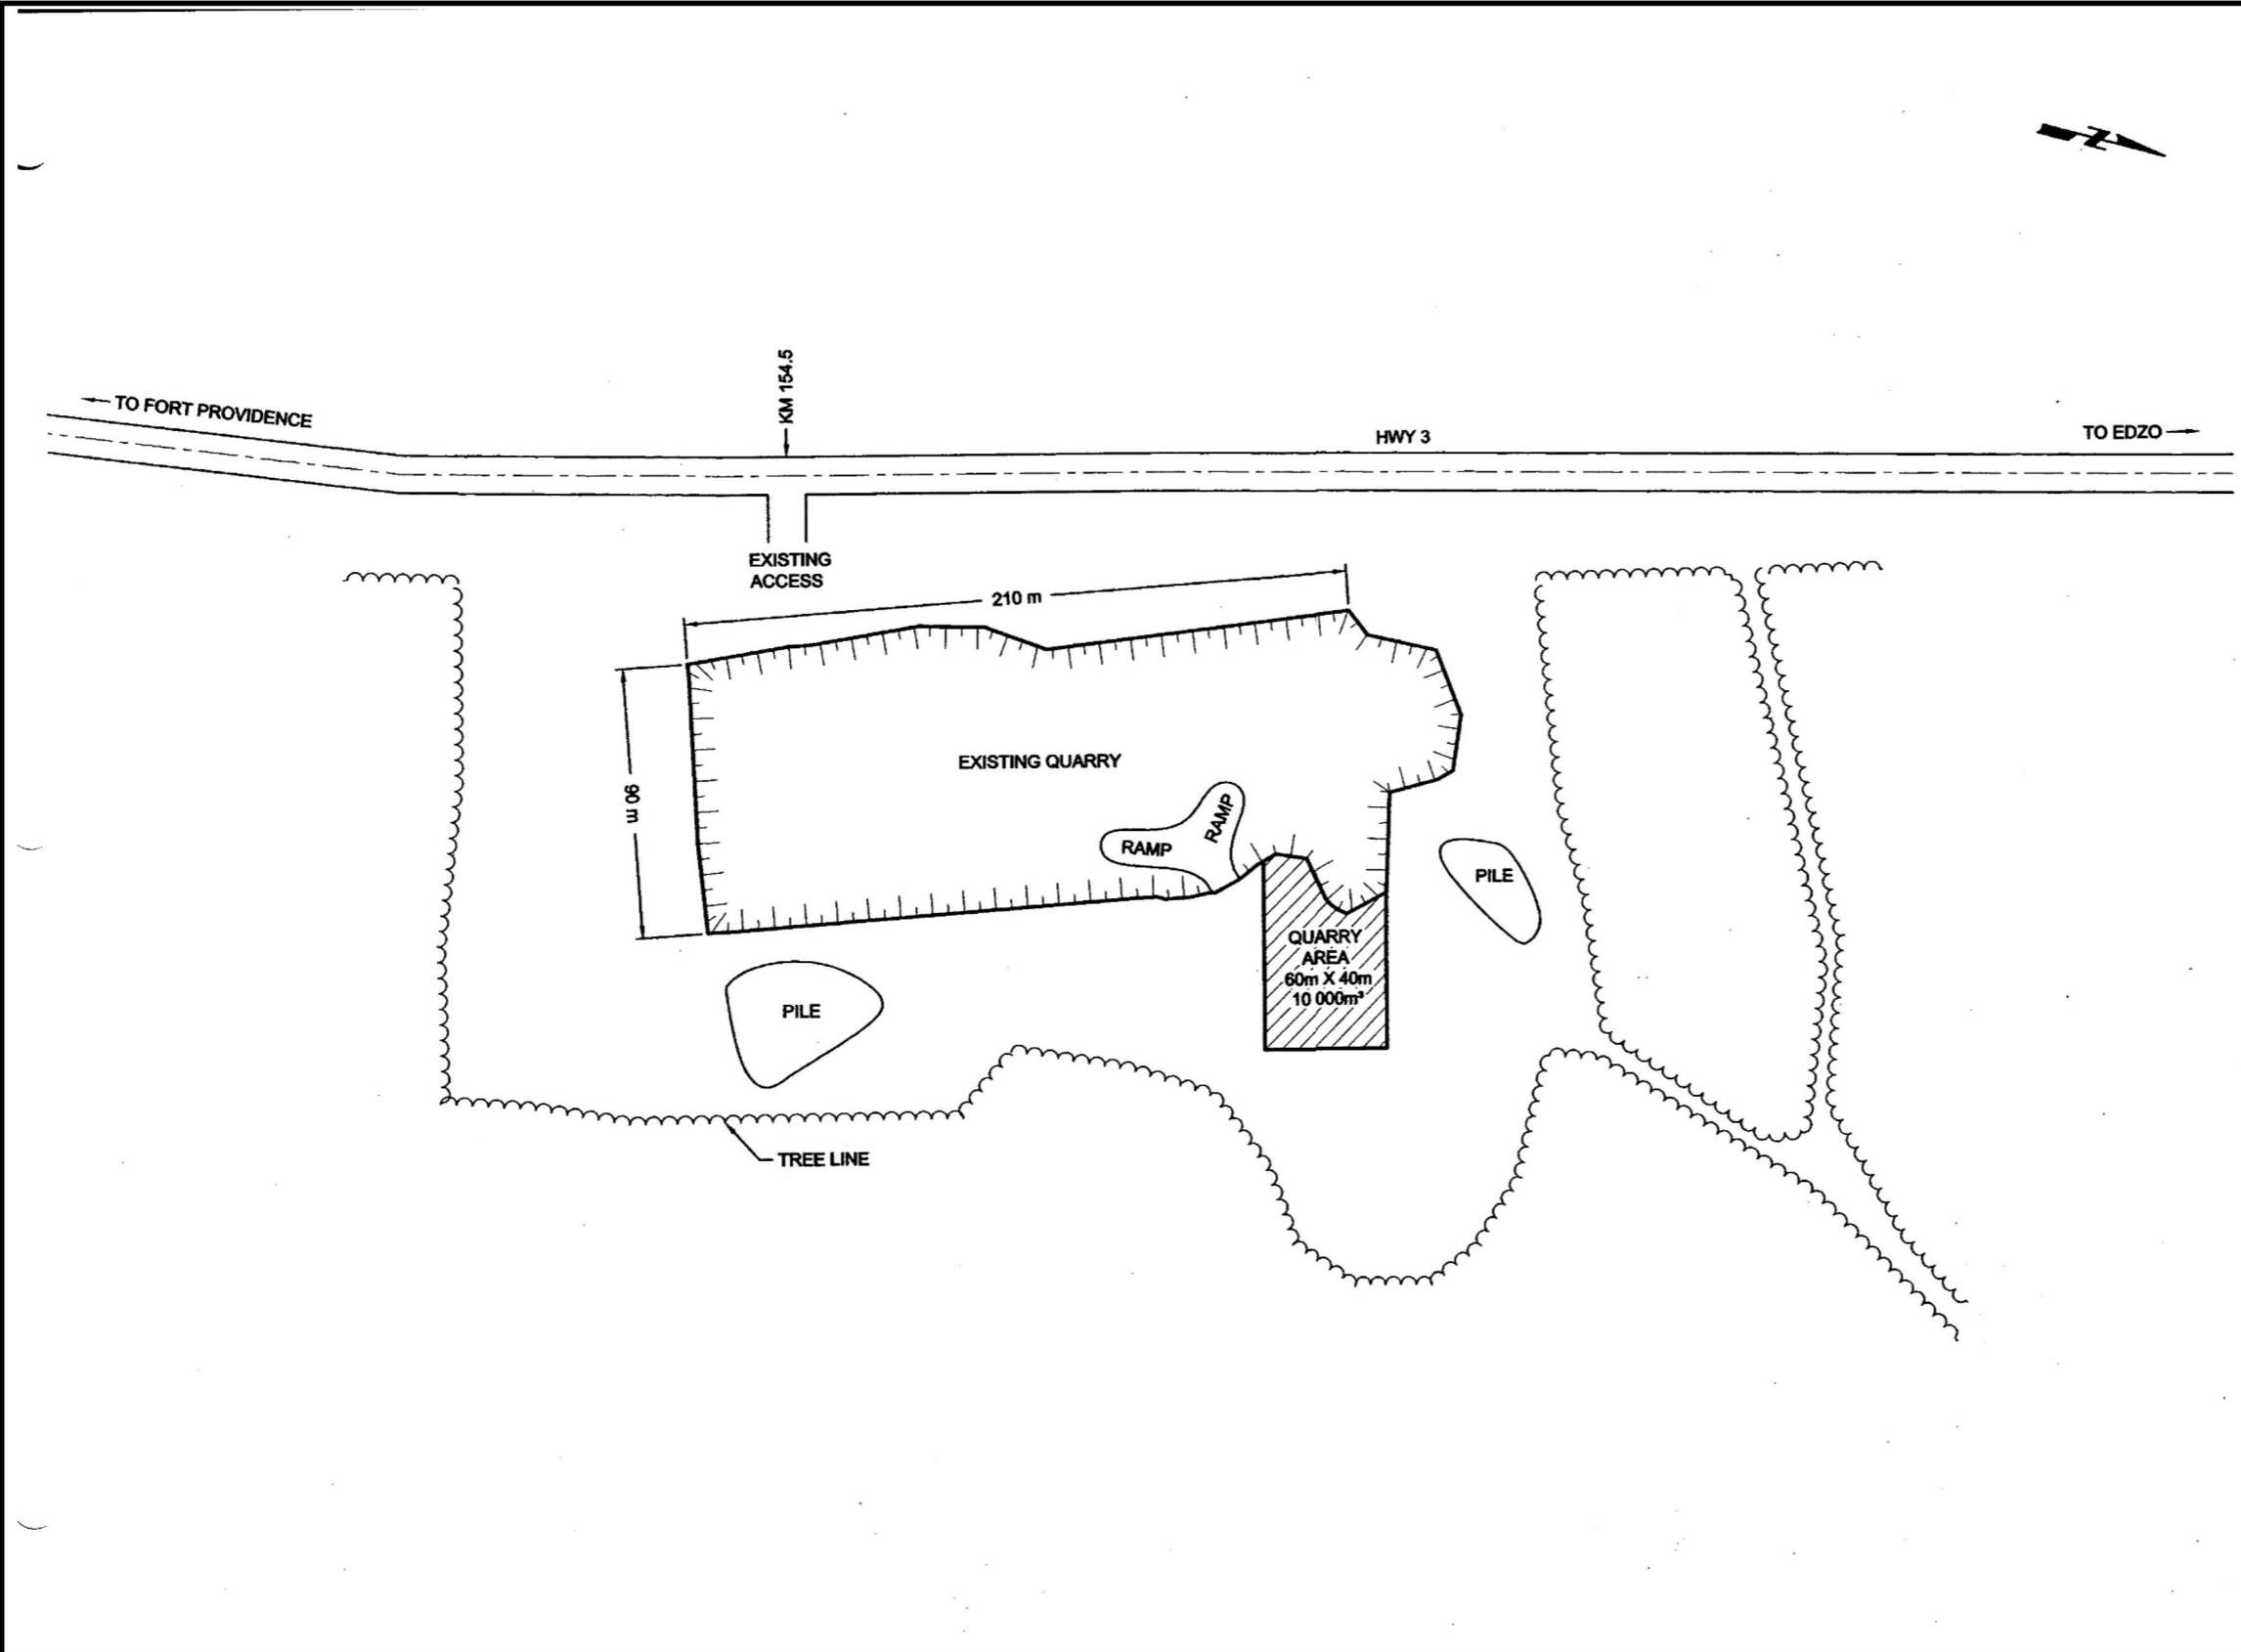 N
KM 154.5
TO FORT PROVIDENCE
HWY 3
TO EDZO
EXISTING
ACCESS
210 m
90 m
EXISTING QUARRY
RAMP
RAMP
PILE
QUARRY
AREA
60m X 40m
10 000m³
PILE
TREE LINE